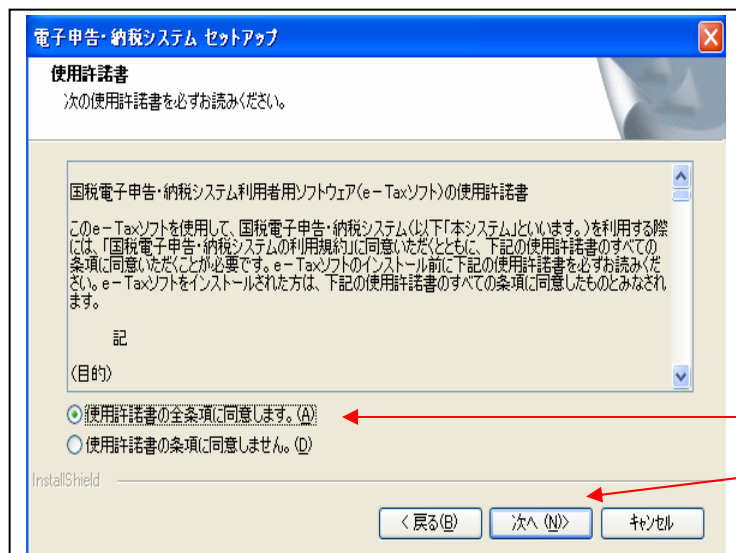 電子申告・納税システム セットアップ
使用許諾書
次の使用許諾書を必ずお読みください。
国税電子申告・納税システム利用者用ソフトウェア(e－Taxソフト)の使用許諾書
このe－Taxソフトを使用して、国税電子申告・納税システム(以下「本システム」といいます。)を利用する際
には、「国税電子申告・納税システムの利用規約」に同意いただくとともに、下記の使用許諾書のすべての
条項に同意いただくことが必要です。e－Taxソフトのインストール前に下記の使用許諾書を必ずお読みくだ
さい。e－Taxソフトをインストールされた方は、下記の使用許諾書のすべての条項に同意したものとみなされ
ます。
記
(目的)
使用許諾書の全条項に同意します。(A)
使用許諾書の条項に同意しません。(D)
InstallShield
< 戻る(B) 次へ (N)> キャンセル